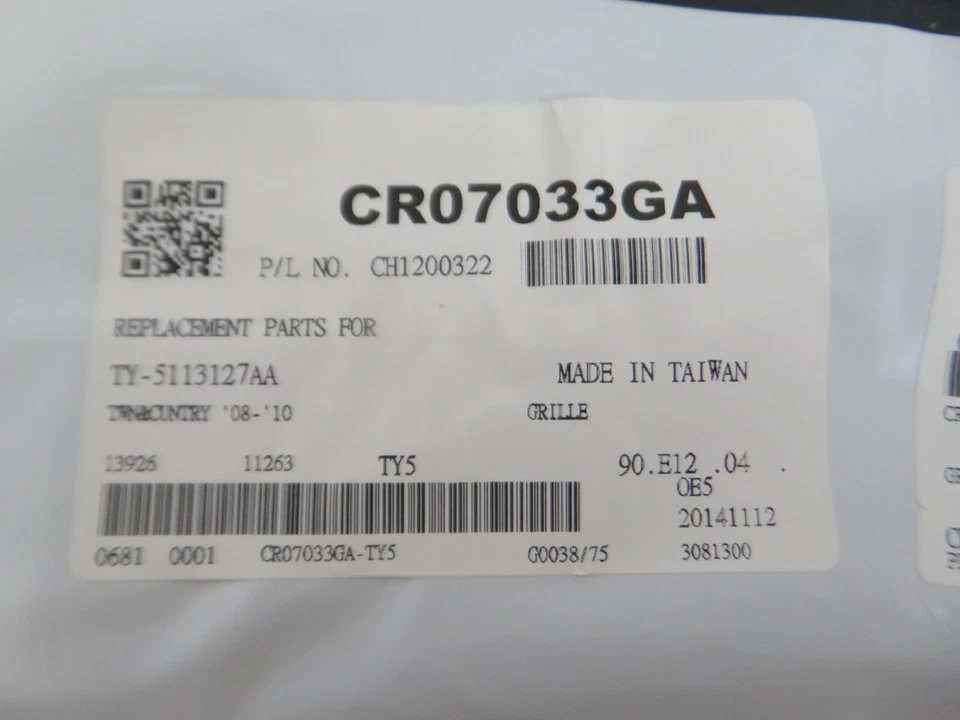 CR07033GA
P/L NO. CH1200322
REPLACEMENT PARTS FOR
TY-5113127AA MADE IN TAIWAN
TWN&CUNTRY '08-'10 GRILLE
13926 11263 TY5 90.E12 .04 .
OE5
20141112
0681 0001 CR07033GA-TY5 G0038/75 3081300